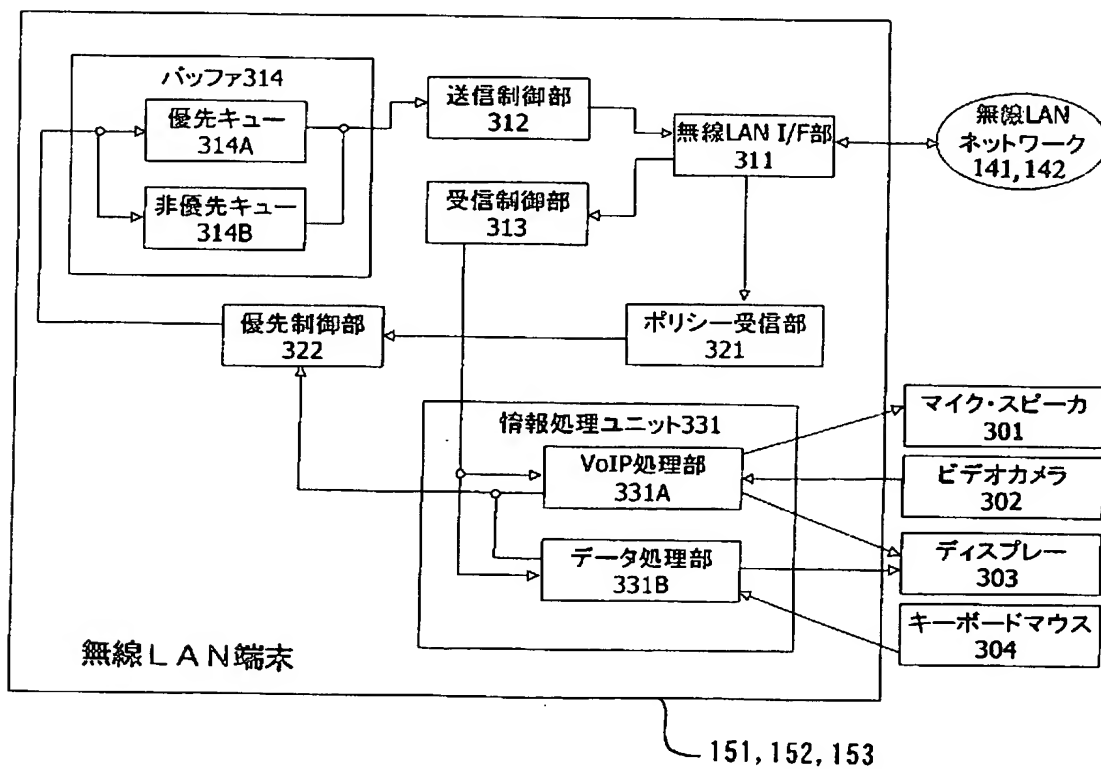 バッファ314
優先キュー
314A
非優先キュー
314B
送信制御部
312
受信制御部
313
無線LAN I/F部
311
無線LAN
ネットワーク
141, 142
優先制御部
322
ポリシー受信部
321
情報処理ユニット331
VoIP処理部
331A
データ処理部
331B
マイク・スピーカ
301
ビデオカメラ
302
ディスプレー
303
キーボードマウス
304
無線LAN端末
151, 152, 153